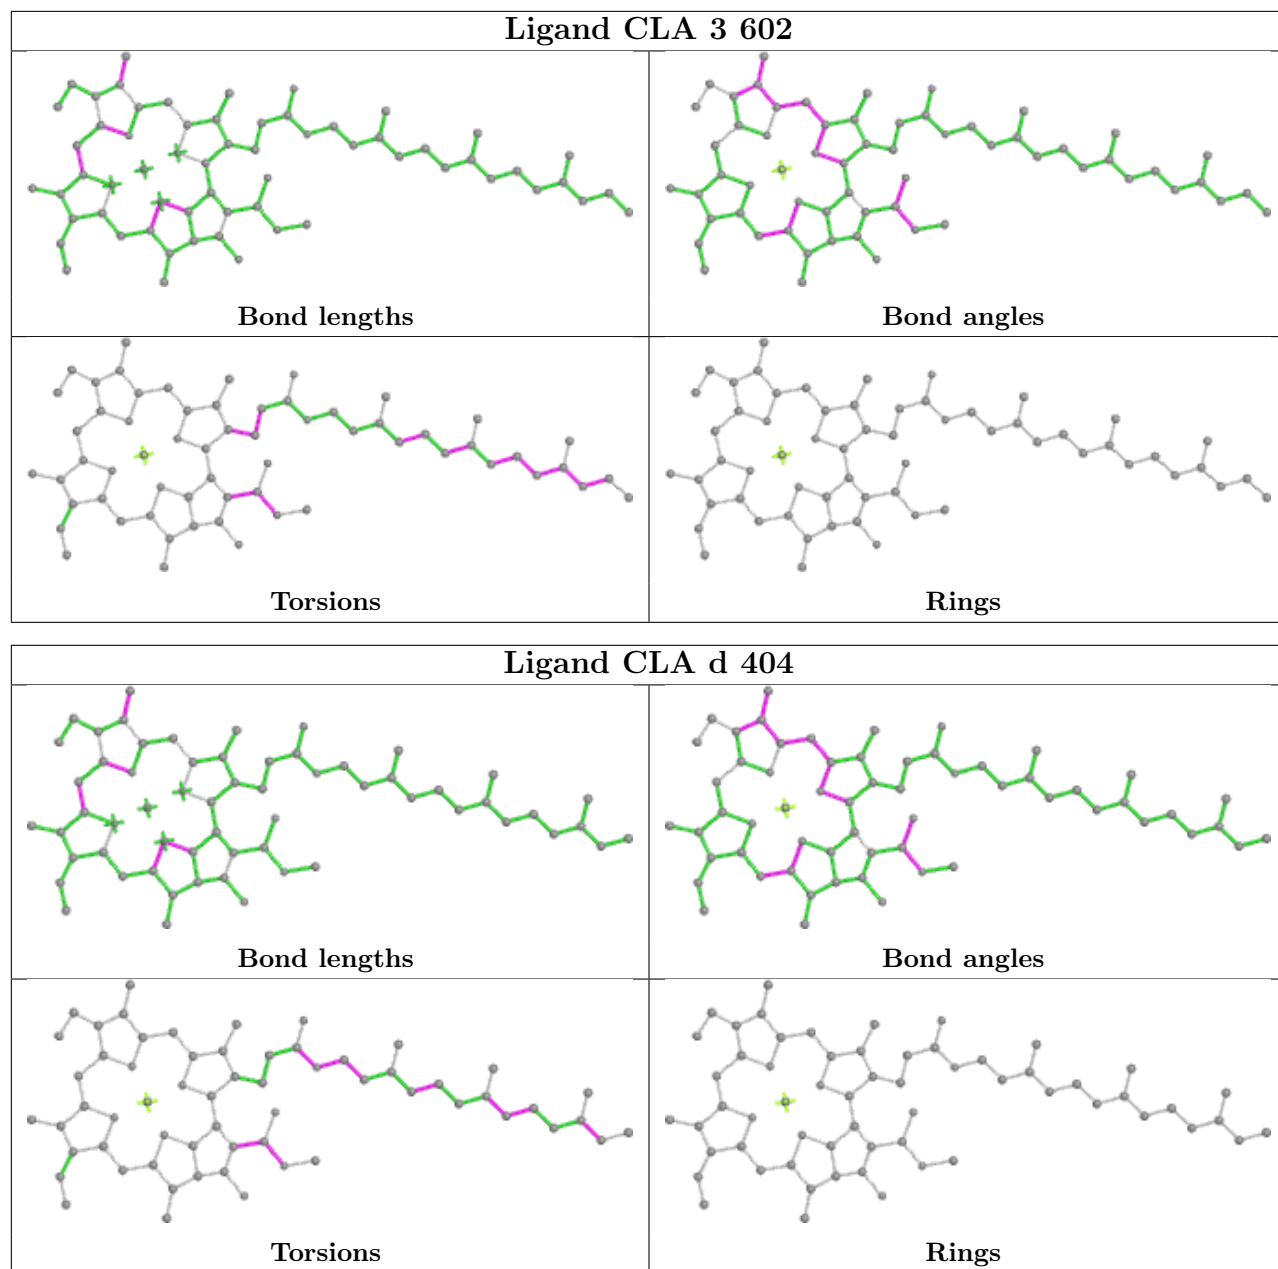 Ligand CLA 3 602
Bond lengths
Bond angles
Torsions
Rings
Ligand CLA d 404
Bond lengths
Bond angles
Torsions
Rings